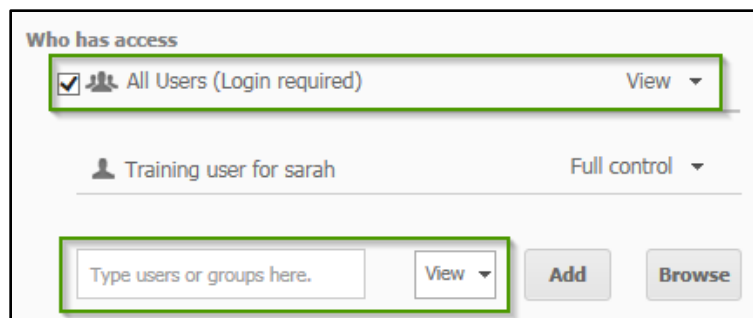 Who has access
All Users (Login required) View
Training user for sarah Full control
Type users or groups here. View Add Browse